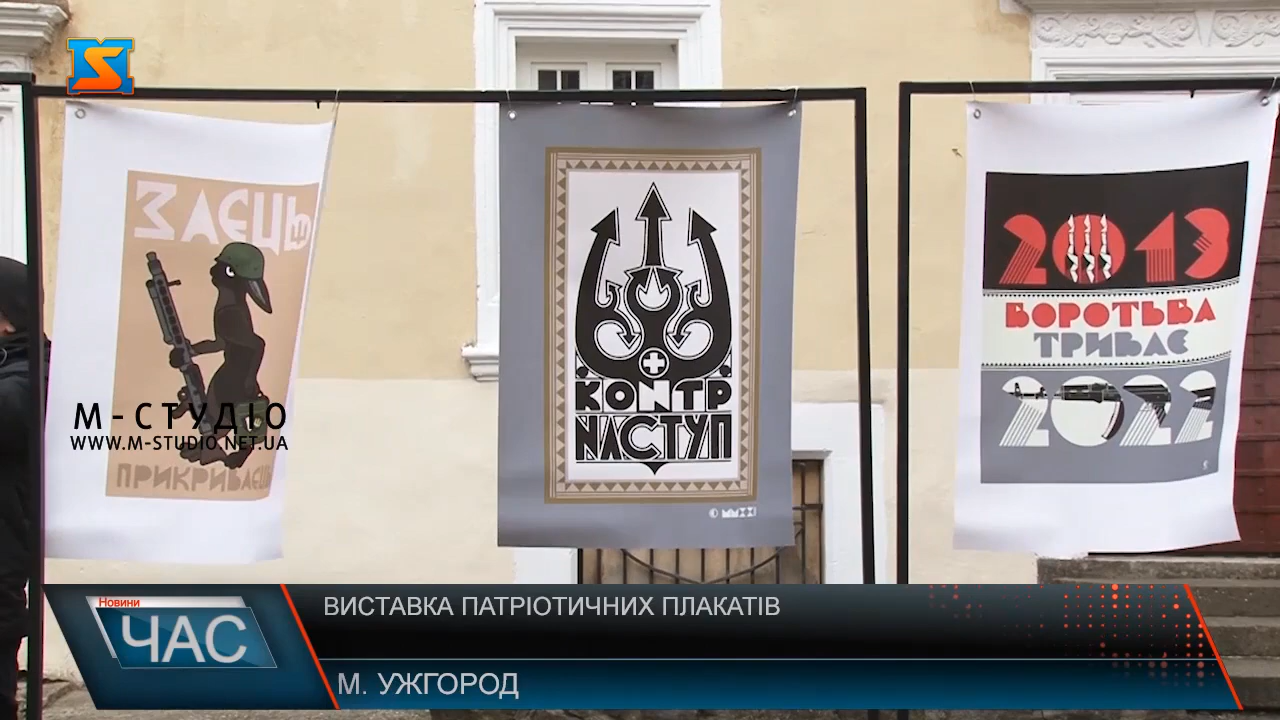 ЗАЄЦЬ
ПРИКРИВАЄЦЬ
М-СТУДІО
WWW.M-STUDIO.NET.UA
КОНТР
НАСТУП
2013
БОРОТЬБА
ТРИВАЄ
2022
Новини
ЧАС
ВИСТАВКА ПАТРІОТИЧНИХ ПЛАКАТІВ
М. УЖГОРОД